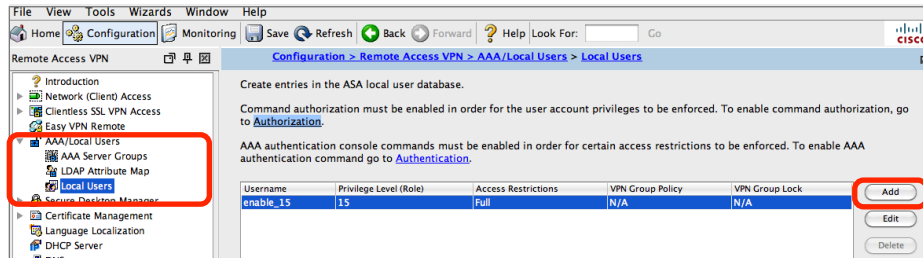 File View Tools Wizards Window Help
Home Configuration Monitoring Save Refresh Back Forward Help Look For: Go
cisco
Remote Access VPN
Configuration > Remote Access VPN > AAA/Local Users > Local Users
Introduction
Network (Client) Access
Clientless SSL VPN Access
Easy VPN Remote
AAA/Local Users
AAA Server Groups
LDAP Attribute Map
Local Users
Secure Desktop Manager
Certificate Management
Language Localization
DHCP Server
Create entries in the ASA local user database.
Command authorization must be enabled in order for the user account privileges to be enforced. To enable command authorization, go
to Authorization.
AAA authentication console commands must be enabled in order for certain access restrictions to be enforced. To enable AAA
authentication command go to Authentication.
Username Privilege Level (Role) Access Restrictions VPN Group Policy VPN Group Lock
enable_15 15 Full N/A N/A
Add
Edit
Delete